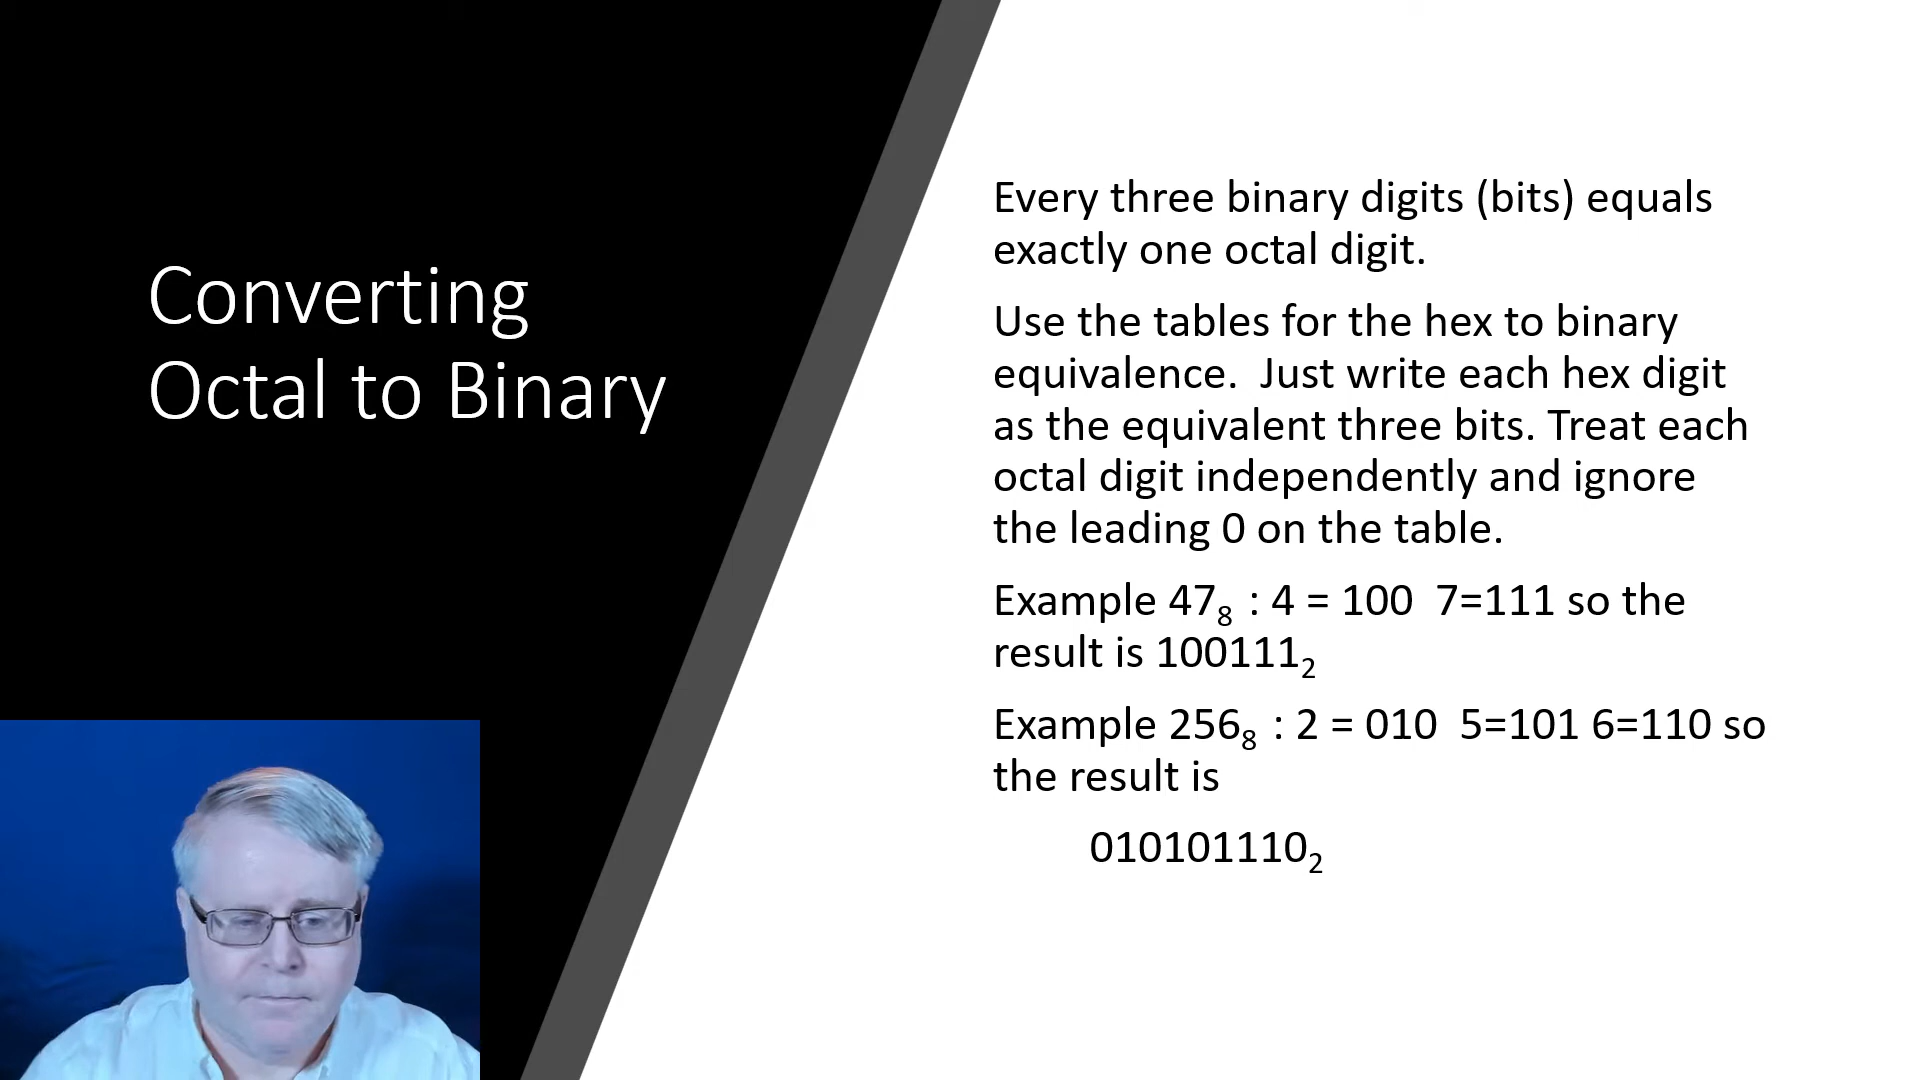 Converting
Octal to Binary
Every three binary digits (bits) equals
exactly one octal digit.
Use the tables for the hex to binary
equivalence.  Just write each hex digit
as the equivalent three bits. Treat each
octal digit independently and ignore
the leading 0 on the table.
Example 47₈ : 4 = 100  7=111 so the
result is 100111₂
Example 256₈ : 2 = 010  5=101 6=110 so
the result is
010101110₂